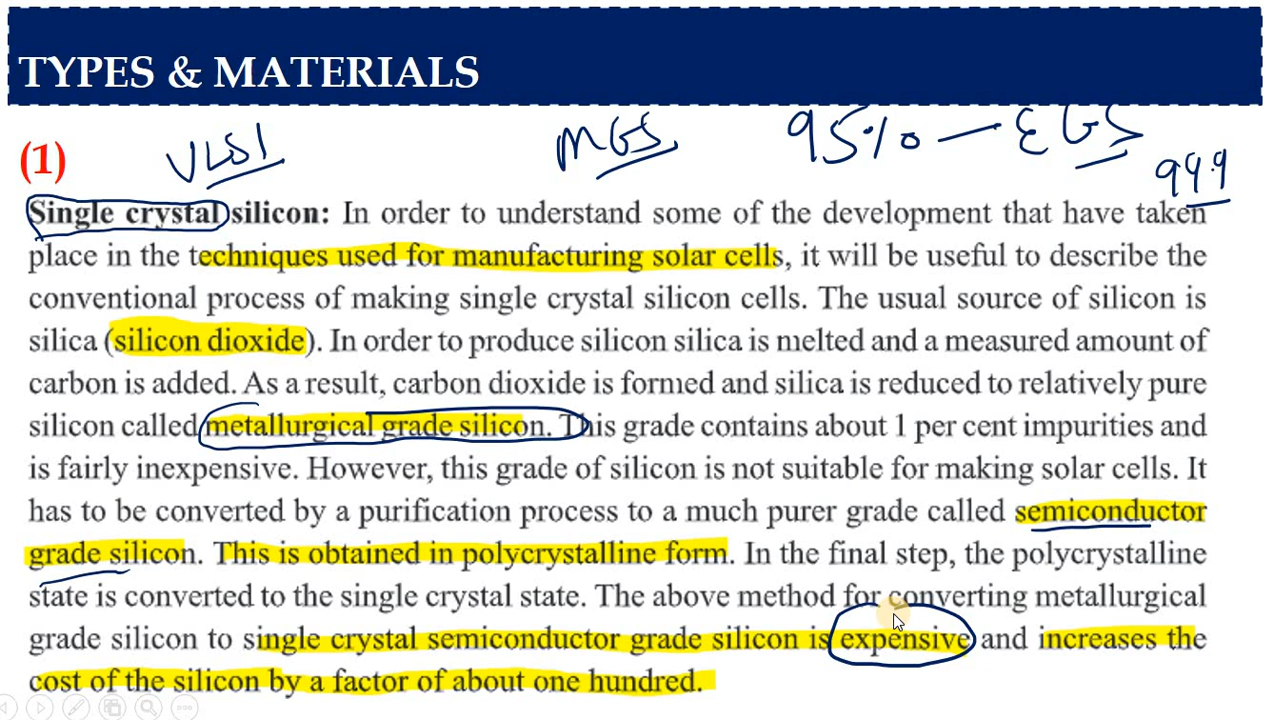 TYPES & MATERIALS
VLSI MGS 95% — EGS
99.9
(1)
Single crystal silicon: In order to understand some of the development that have taken
place in the techniques used for manufacturing solar cells, it will be useful to describe the
conventional process of making single crystal silicon cells. The usual source of silicon is
silica (silicon dioxide). In order to produce silicon silica is melted and a measured amount of
carbon is added. As a result, carbon dioxide is formed and silica is reduced to relatively pure
silicon called metallurgical grade silicon. This grade contains about 1 per cent impurities and
is fairly inexpensive. However, this grade of silicon is not suitable for making solar cells. It
has to be converted by a purification process to a much purer grade called semiconductor
grade silicon. This is obtained in polycrystalline form. In the final step, the polycrystalline
state is converted to the single crystal state. The above method for converting metallurgical
grade silicon to single crystal semiconductor grade silicon is expensive and increases the
cost of the silicon by a factor of about one hundred.